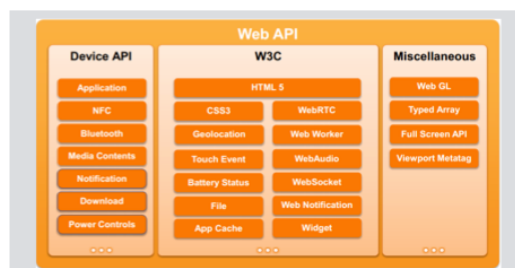 Web API
Device API
Application
NFC
Bluetooth
Media Contents
Notification
Download
Power Controls
W3C
HTML 5
CSS3
WebRTC
Geolocation
Web Worker
Touch Event
WebAudio
Battery Status
WebSocket
File
Web Notification
App Cache
Widget
Miscellaneous
Web GL
Typed Array
Full Screen API
Viewport Metatag